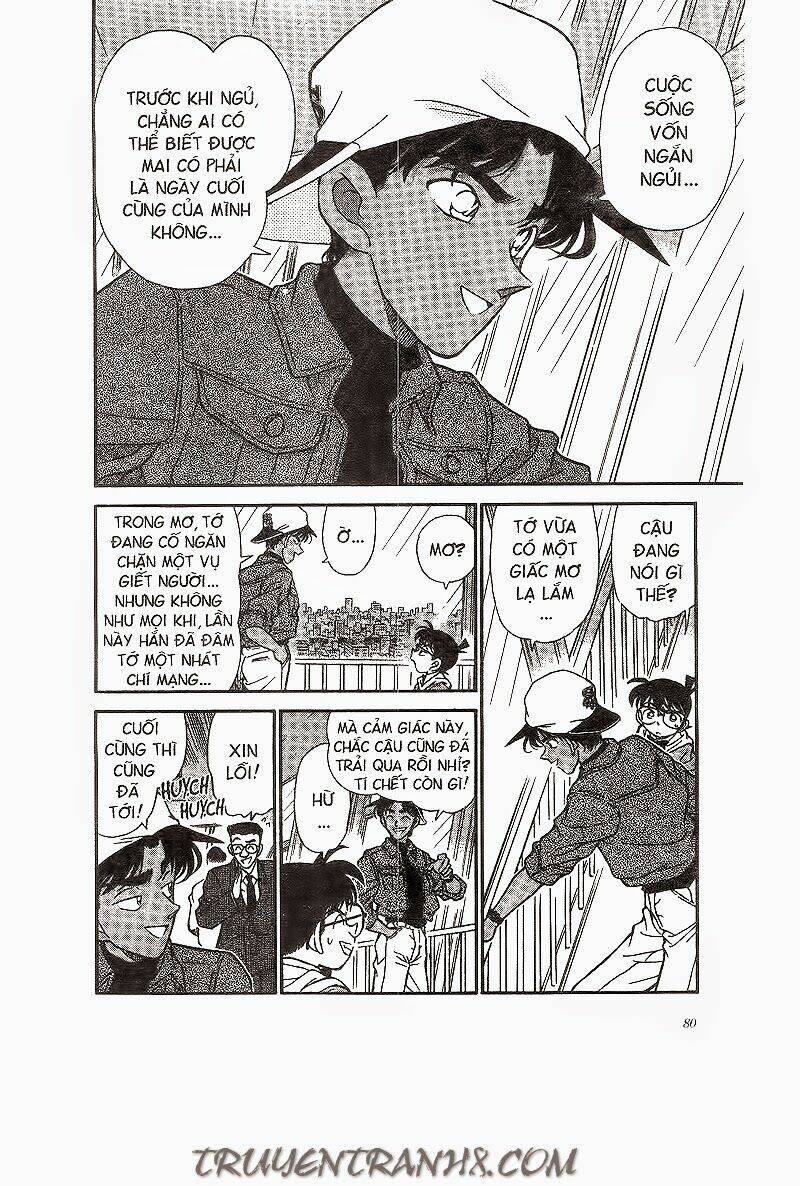 CUỘC
SỐNG
VỐN
NGẮN
NGỦI...
TRƯỚC KHI NGỦ,
CHẲNG AI CÓ
THỂ BIẾT ĐƯỢC
MAI CÓ PHẢI
LÀ NGÀY CUỐI
CÙNG CỦA MÌNH
KHÔNG...
CẬU
ĐANG
NÓI GÌ
THẾ?
TỚ VỪA
CÓ MỘT
GIẤC MƠ
LẠ LẮM
...
MƠ?
Ờ...
TRONG MƠ, TỚ
ĐANG CỐ NGĂN
CHẶN MỘT VỤ
GIẾT NGƯỜI...
NHƯNG KHÔNG
NHƯ MỌI KHI, LẦN
NÀY HẮN ĐÃ ĐÂM
TỚ MỘT NHÁT
CHÍ MẠNG...
MÀ CẢM GIÁC NÀY,
CHẮC CẬU CŨNG ĐÃ
TRẢI QUA RỒI NHỈ?
TÍ CHẾT CÒN GÌ!
HỪ
...
XIN
LỖI!
HUỲCH
HUỲCH
CUỐI
CÙNG THÌ
CŨNG
ĐÃ
TỚI!
80
TRUYENTRANH8.COM